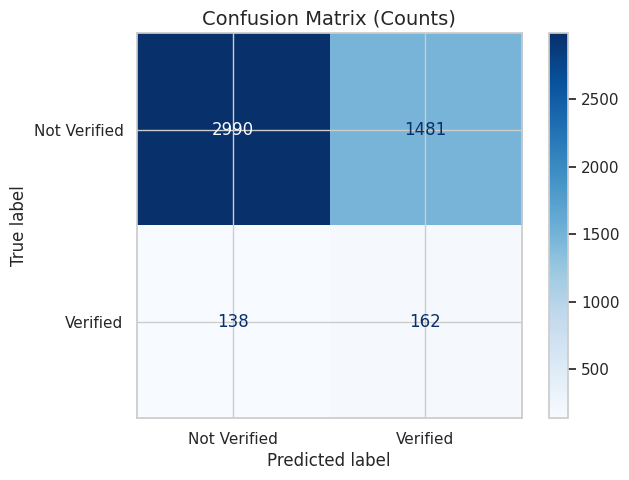 Confusion Matrix (Counts)
True label
Not Verified
2990
1481
Verified
138
162
Not Verified
Verified
Predicted label
2500
2000
1500
1000
500